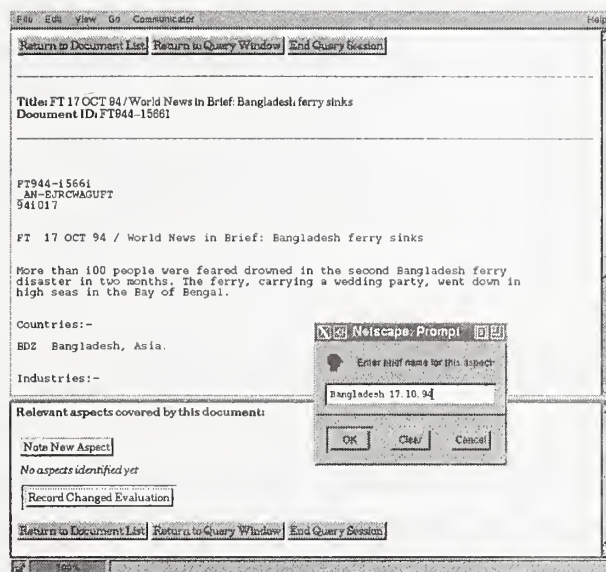 File Edit View Go Communicator Help
Return to Document List Return to Query Window End Query Session
Title: FT 17 OCT 94 / World News in Brief: Bangladesh ferry sinks
Document ID: FT944-15661
FT944-15661
_AN-EJRCWAGUFT
941017
FT 17 OCT 94 / World News in Brief: Bangladesh ferry sinks
More than 100 people were feared drowned in the second Bangladesh ferry
disaster in two months. The ferry, carrying a wedding party, went down in
high seas in the Bay of Bengal.
Countries:-
BDZ Bangladesh, Asia.
Industries:-
Netscape: Prompt
Enter brief name for this aspect
Bangladesh 17.10.94
OK Clear Cancel
Relevant aspects covered by this document:
Note New Aspect
No aspects identified yet
Record Changed Evaluation
Return to Document List Return to Query Window End Query Session
100%